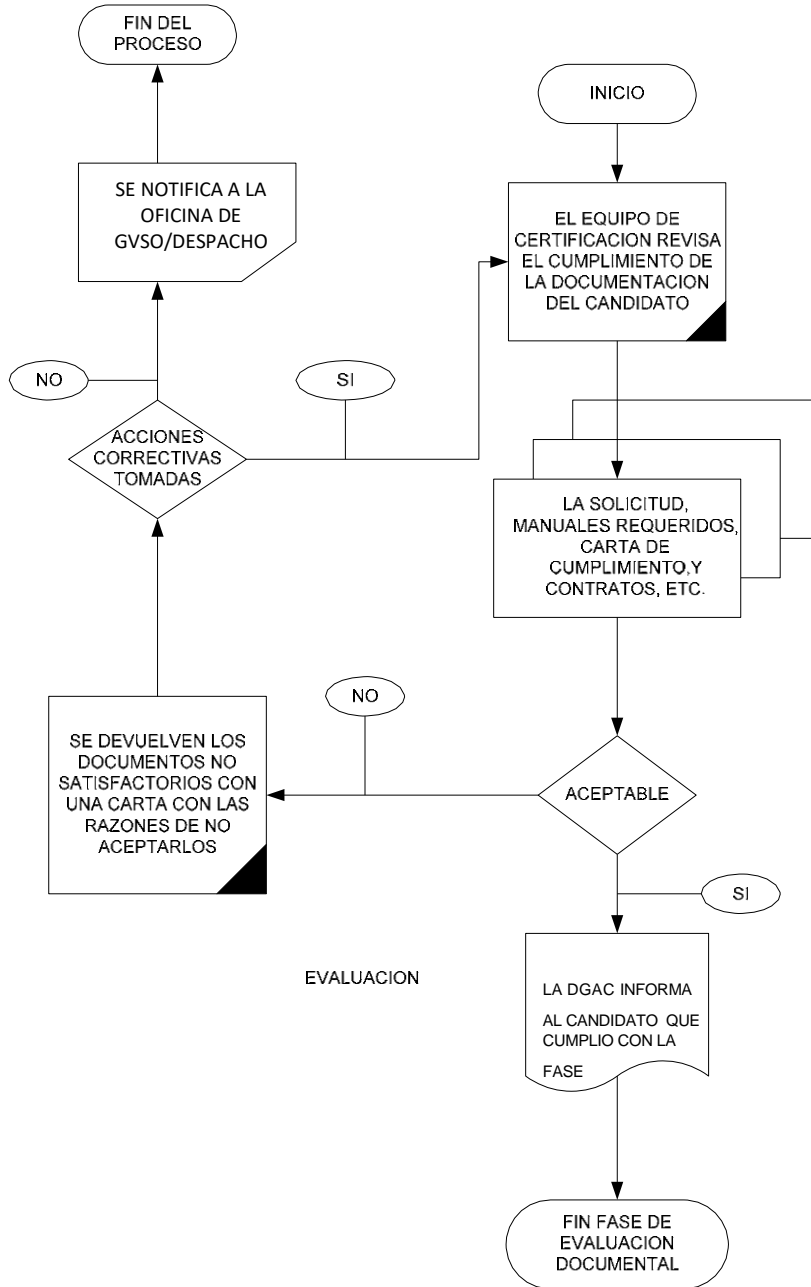 FIN DEL
PROCESO
INICIO
SE NOTIFICA A LA
OFICINA DE
GVSO/DESPACHO
EL EQUIPO DE
CERTIFICACION REVISA
EL CUMPLIMIENTO DE
LA DOCUMENTACION
DEL CANDIDATO
NO
SI
ACCIONES
CORRECTIVAS
TOMADAS
LA SOLICITUD,
MANUALES REQUERIDOS,
CARTA DE
CUMPLIMIENTO,Y
CONTRATOS, ETC.
NO
SE DEVUELVEN LOS
DOCUMENTOS NO
SATISFACTORIOS CON
UNA CARTA CON LAS
RAZONES DE NO
ACEPTARLOS
ACEPTABLE
SI
EVALUACION
LA DGAC INFORMA
AL CANDIDATO QUE
CUMPLIO CON LA
FASE
FIN FASE DE
EVALUACION
DOCUMENTAL